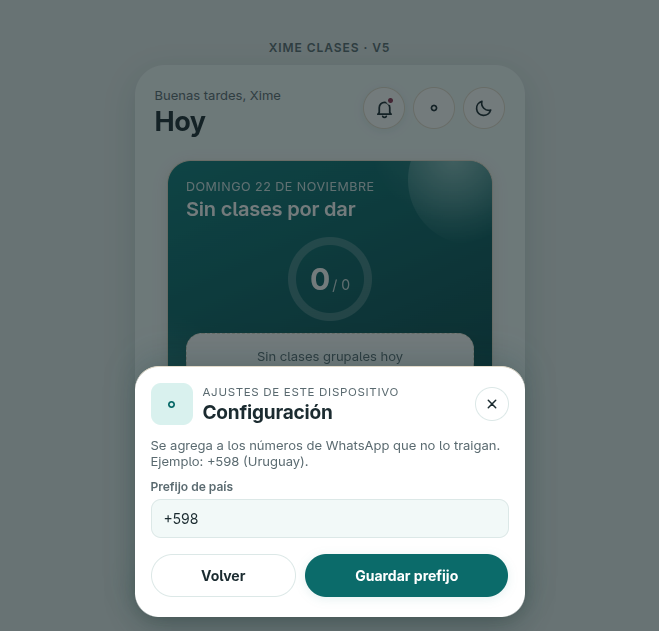 XIME CLASES · V5
Buenas tardes, Xime
Hoy
DOMINGO 22 DE NOVIEMBRE
Sin clases por dar
0 / 0
Sin clases grupales hoy
AJUSTES DE ESTE DISPOSITIVO
Configuración
Se agrega a los números de WhatsApp que no lo traigan.
Ejemplo: +598 (Uruguay).
Prefijo de país
+598
Volver
Guardar prefijo